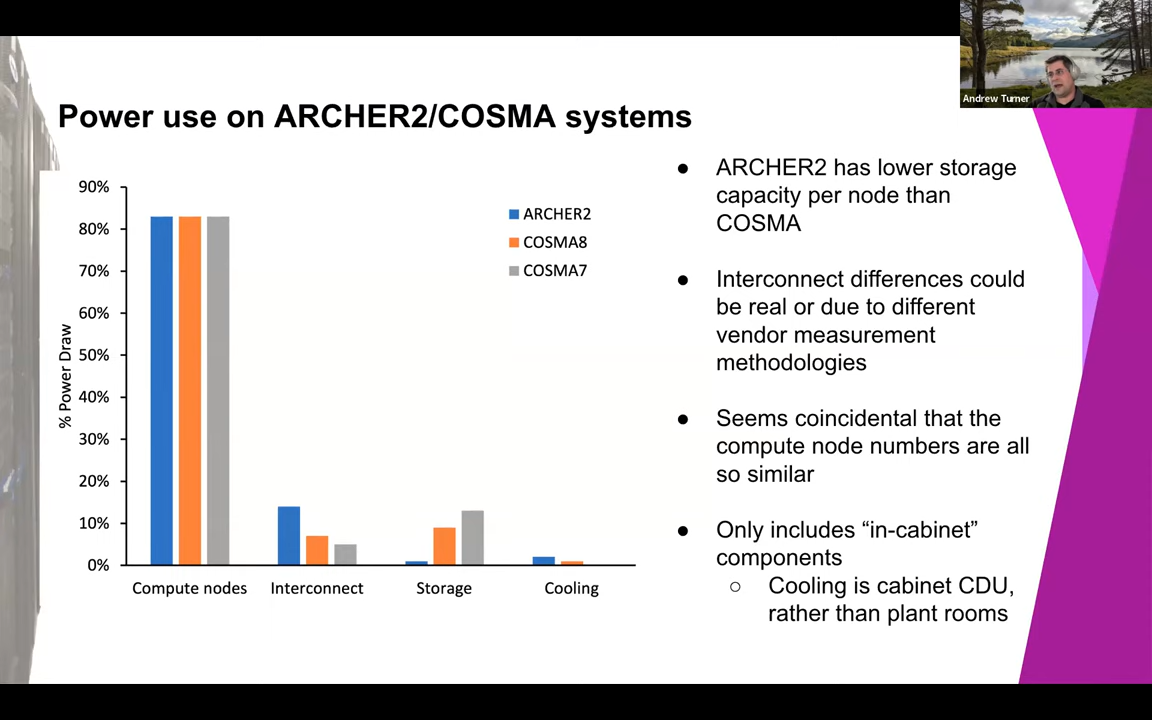 Andrew Turner
Power use on ARCHER2/COSMA systems
90%
80%
70%
60%
50%
40%
30%
20%
10%
0%
% Power Draw
ARCHER2
COSMA8
COSMA7
Compute nodes
Interconnect
Storage
Cooling
● ARCHER2 has lower storage
capacity per node than
COSMA
● Interconnect differences could
be real or due to different
vendor measurement
methodologies
● Seems coincidental that the
compute node numbers are all
so similar
● Only includes “in-cabinet”
components
○ Cooling is cabinet CDU,
rather than plant rooms